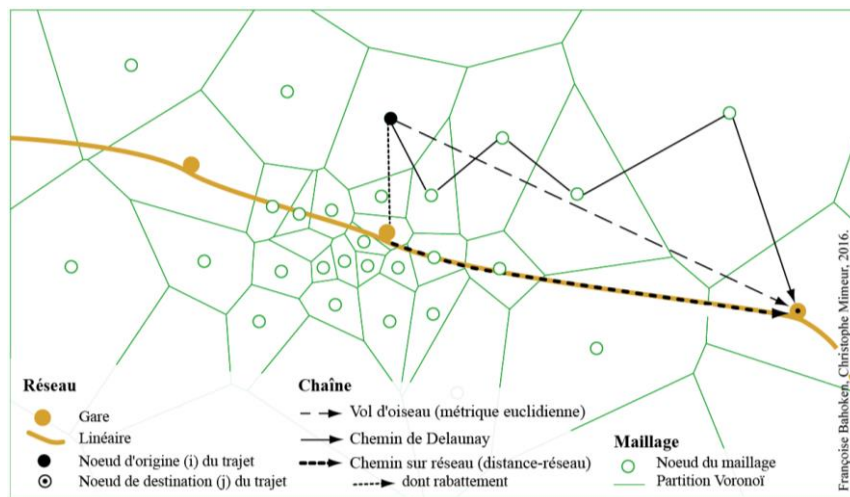 Réseau
Gare
Linéaire
Noeud d'origine (i) du trajet
Noeud de destination (j) du trajet
Chaîne
Vol d'oiseau (métrique euclidienne)
Chemin de Delaunay
Chemin sur réseau (distance-réseau)
dont rabattement
Maillage
Noeud du maillage
Partition Voronoï
Françoise Bahoken, Christophe Mimeur, 2016.